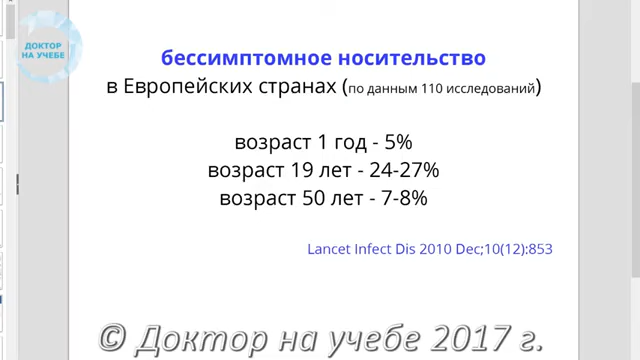 ДОКТОР
НА УЧЕБЕ
бессимптомное носительство
в Европейских странах (по данным 110 исследований)
возраст 1 год - 5%
возраст 19 лет - 24-27%
возраст 50 лет - 7-8%
Lancet Infect Dis 2010 Dec;10(12):853
© Доктор на учебе 2017 г.